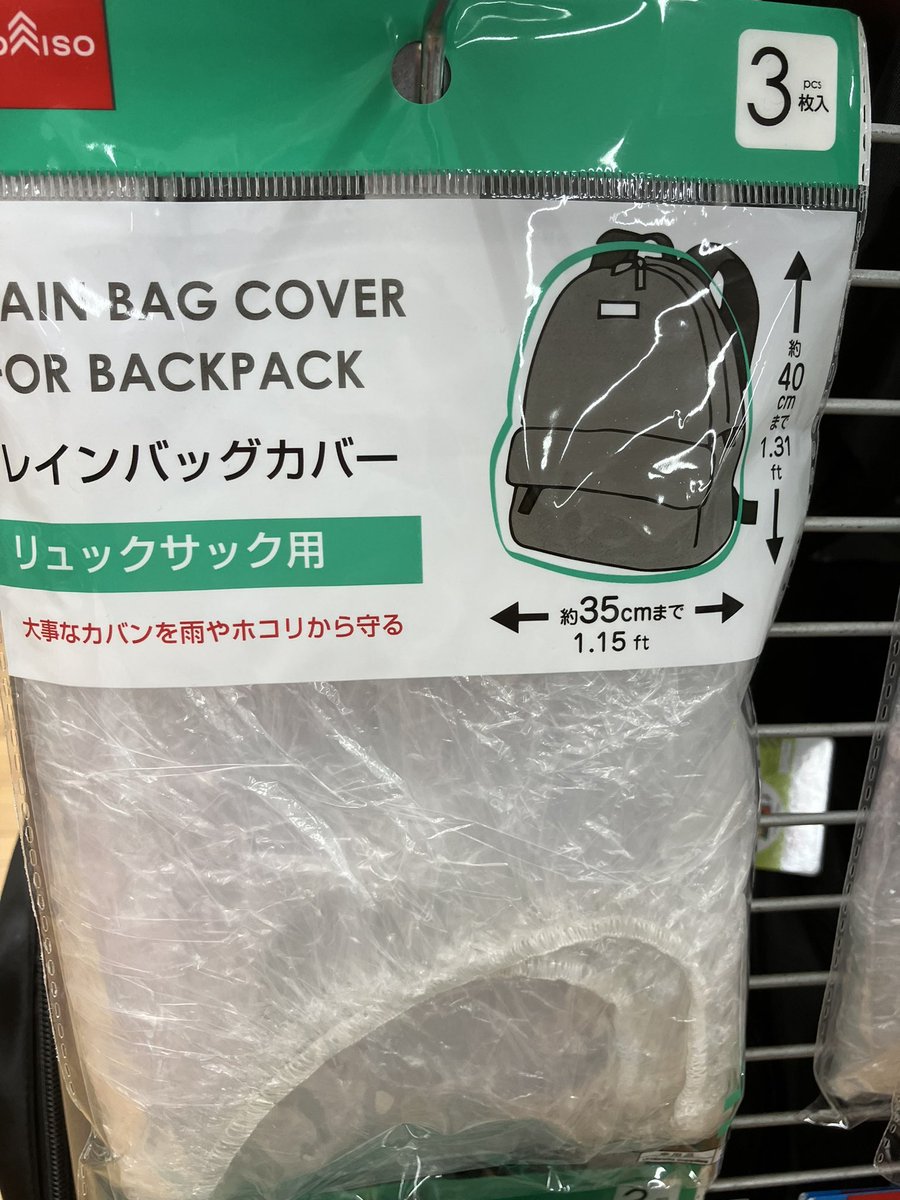 DAISO
3 pcs 枚入
AIN BAG COVER
FOR BACKPACK
レインバッグカバー
リュックサック用
大事なカバンを雨やホコリから守る
約
40
cm
まで
1.31
ft
約35cmまで
1.15 ft